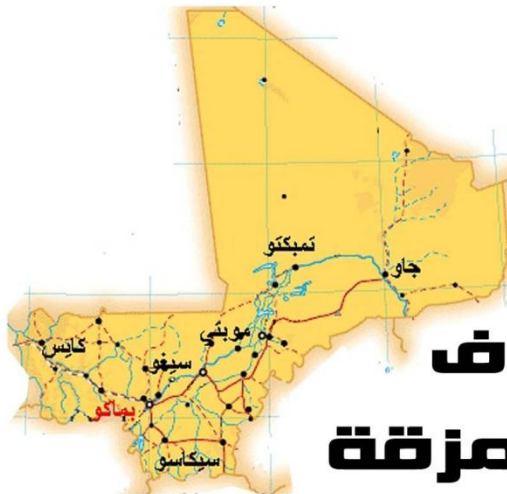 تمبكتو
جاو
موبتي
كايس
سيغو
بماكو
سيكاسو
ف
مزقة